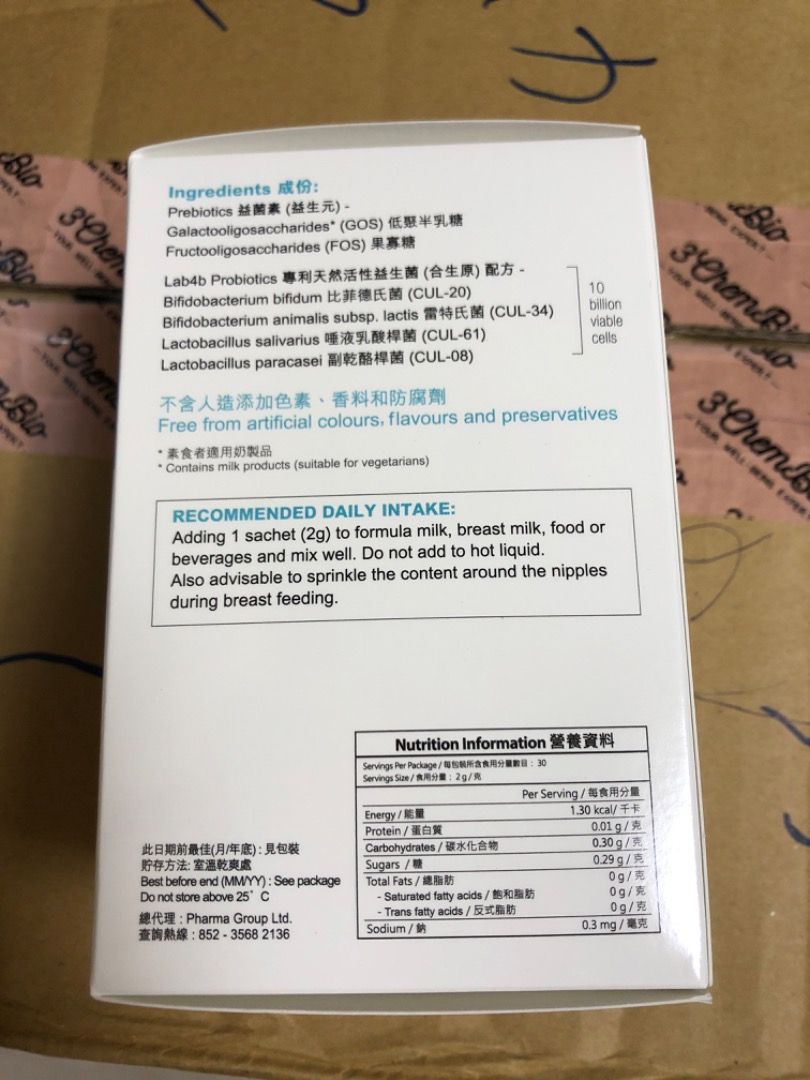 Ingredients 成份:
Prebiotics 益菌素 (益生元) -
Galactooligosaccharides* (GOS) 低聚半乳糖
Fructooligosaccharides (FOS) 果寡糖
Lab4b Probiotics 專利天然活性益生菌 (合生原) 配方 -
Bifidobacterium bifidum 比菲德氏菌 (CUL-20)
Bifidobacterium animalis subsp. lactis 雷特氏菌 (CUL-34)
Lactobacillus salivarius 唾液乳酸桿菌 (CUL-61)
Lactobacillus paracasei 副乾酪桿菌 (CUL-08)
10
billion
viable
cells
不含人造添加色素、香料和防腐劑
Free from artificial colours, flavours and preservatives
* 素食者適用奶製品
* Contains milk products (suitable for vegetarians)
RECOMMENDED DAILY INTAKE:
Adding 1 sachet (2g) to formula milk, breast milk, food or
beverages and mix well. Do not add to hot liquid.
Also advisable to sprinkle the content around the nipples
during breast feeding.
Nutrition Information 營養資料
Servings Per Package / 每包裝所含食用分量數目 : 30
Servings Size / 食用分量 : 2 g / 克
Per Serving / 每食用分量
Energy / 能量 1.30 kcal/ 千卡
Protein / 蛋白質 0.01 g / 克
Carbohydrates / 碳水化合物 0.30 g / 克
Sugars / 糖 0.29 g / 克
Total Fats / 總脂肪 0 g / 克
- Saturated fatty acids / 飽和脂肪 0 g / 克
- Trans fatty acids / 反式脂肪 0 g / 克
Sodium / 鈉 0.3 mg / 毫克
此日期前最佳(月/年底) : 見包裝
貯存方法: 室溫乾爽處
Best before end (MM/YY) : See package
Do not store above 25° C
總代理 : Pharma Group Ltd.
查詢熱線 : 852 - 3568 2136
3'ChemBio